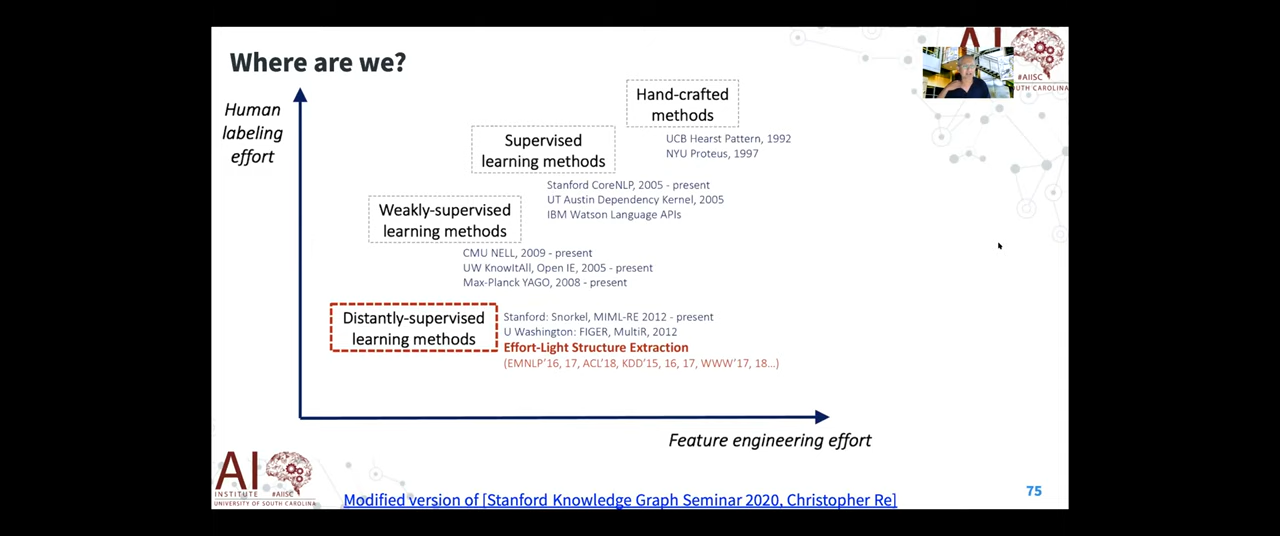 Where are we?
AI
#AIISC
SOUTH CAROLINA
Human
labeling
effort
Hand-crafted
methods
UCB Hearst Pattern, 1992
NYU Proteus, 1997
Supervised
learning methods
Stanford CoreNLP, 2005 - present
UT Austin Dependency Kernel, 2005
IBM Watson Language APIs
Weakly-supervised
learning methods
CMU NELL, 2009 - present
UW KnowItAll, Open IE, 2005 - present
Max-Planck YAGO, 2008 - present
Distantly-supervised
learning methods
Stanford: Snorkel, MIML-RE 2012 - present
U Washington: FIGER, MultiR, 2012
Effort-Light Structure Extraction
(EMNLP’16, 17, ACL’18, KDD’15, 16, 17, WWW’17, 18...)
Feature engineering effort
AI
INSTITUTE #AIISC
UNIVERSITY OF SOUTH CAROLINA
Modified version of [Stanford Knowledge Graph Seminar 2020, Christopher Re]
75